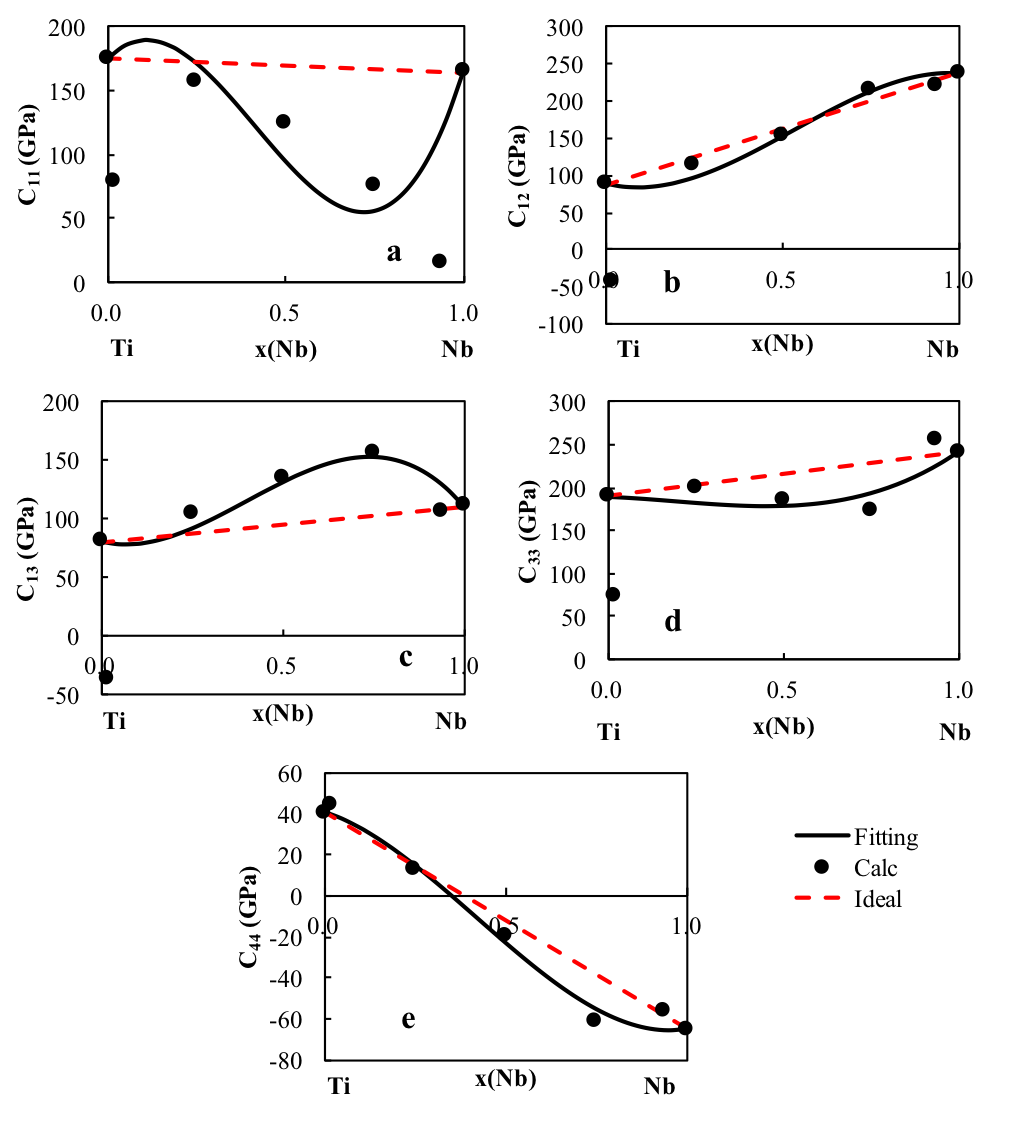 200
150
100
50
0
C11 (GPa)
a
0.0 0.5 1.0
Ti x(Nb) Nb
300
250
200
150
100
50
0
-50
-100
C12 (GPa)
0.0 0.5 1.0
b
Ti x(Nb) Nb
200
150
100
50
0
-50
C13 (GPa)
0.0 0.5 1.0
c
Ti x(Nb) Nb
300
250
200
150
100
50
0
C33 (GPa)
d
0.0 0.5 1.0
Ti x(Nb) Nb
60
40
20
0
-20
-40
-60
-80
C44 (GPa)
0.0 0.5 1.0
e
Ti x(Nb) Nb
Fitting
Calc
Ideal